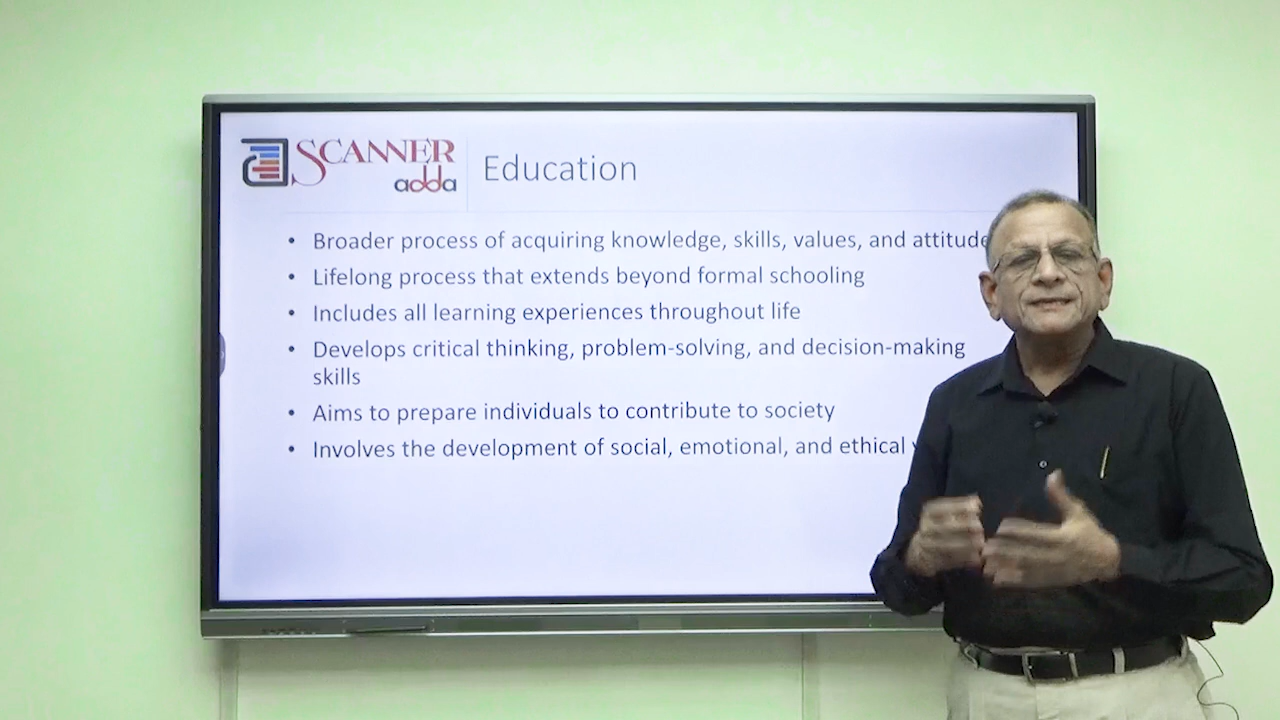 SCANNER
adda
Education
• Broader process of acquiring knowledge, skills, values, and attitude
• Lifelong process that extends beyond formal schooling
• Includes all learning experiences throughout life
• Develops critical thinking, problem-solving, and decision-making
skills
• Aims to prepare individuals to contribute to society
• Involves the development of social, emotional, and ethical